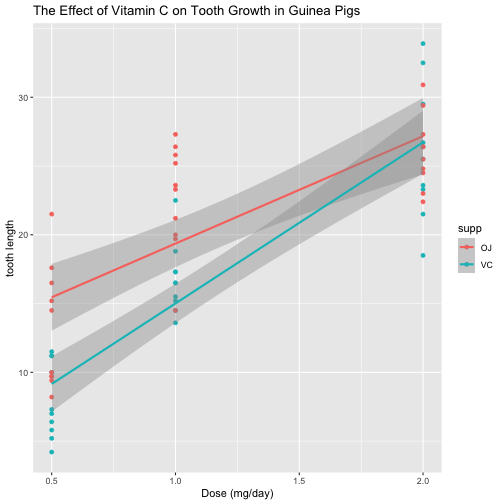 The Effect of Vitamin C on Tooth Growth in Guinea Pigs
30
20
10
tooth length
0.5 1.0 1.5 2.0
Dose (mg/day)
supp
OJ
VC